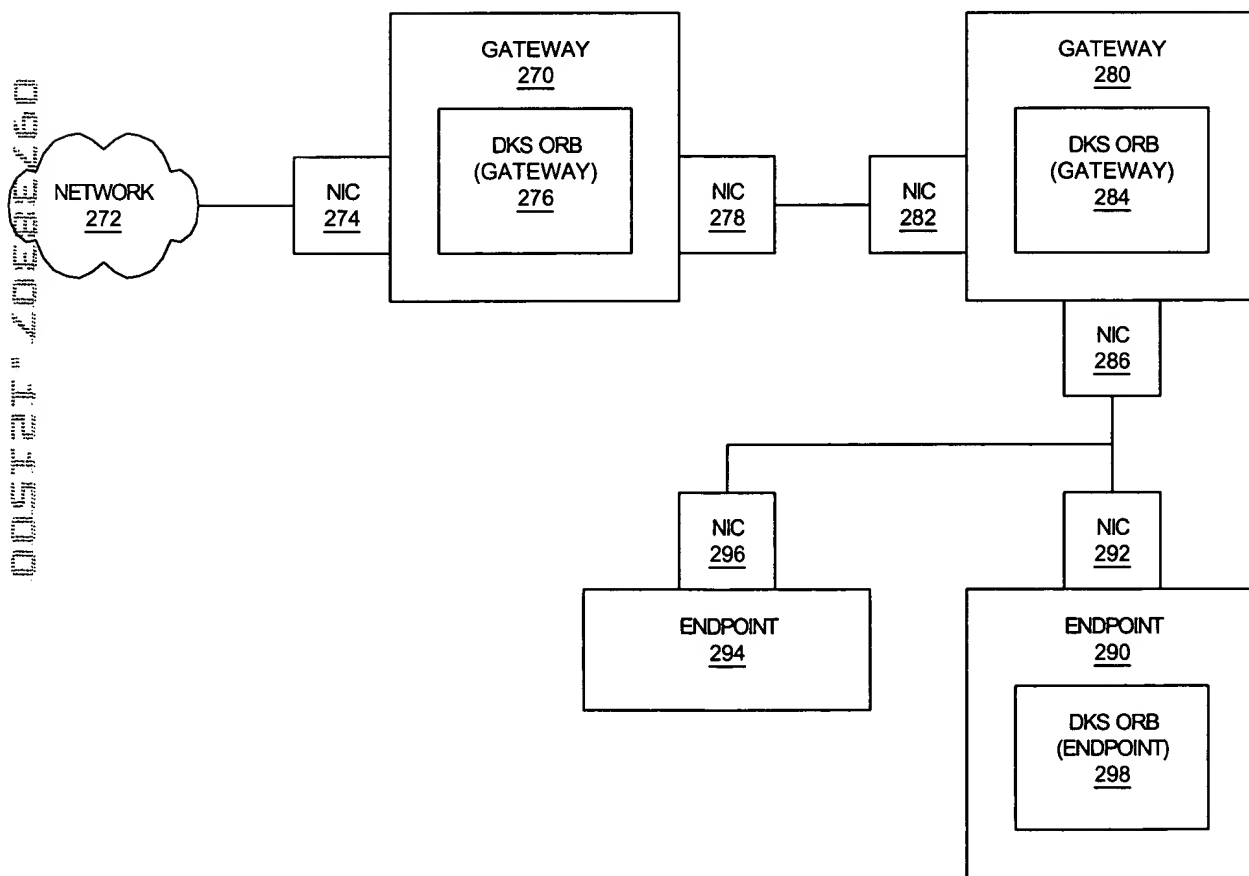 GATEWAY
270
DKS ORB
(GATEWAY)
276
GATEWAY
280
DKS ORB
(GATEWAY)
284
NETWORK
272
NIC
274
NIC
278
NIC
282
NIC
286
NIC
296
NIC
292
ENDPOINT
294
ENDPOINT
290
DKS ORB
(ENDPOINT)
298